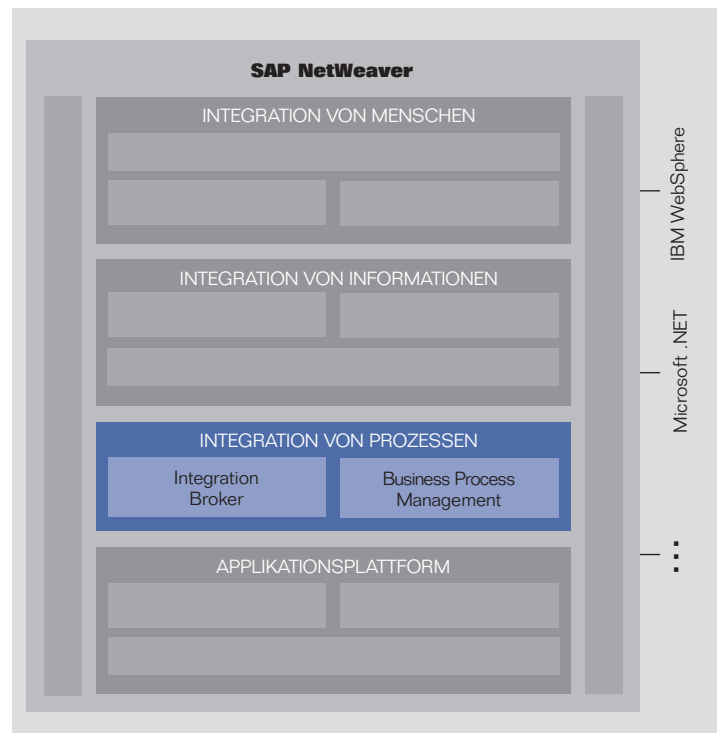 SAP NetWeaver
INTEGRATION VON MENSCHEN
INTEGRATION VON INFORMATIONEN
INTEGRATION VON PROZESSEN
Integration
Broker
Business Process
Management
APPLIKATIONSPLATTFORM
IBM WebSphere
Microsoft .NET
...